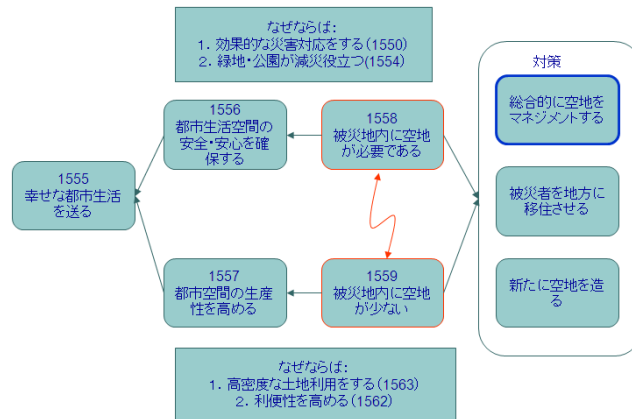 なぜならば:
1. 効果的な災害対応をする(1550)
2. 緑地・公園が減災役立つ(1554)
対策
総合的に空地を
マネジメントする
1556
都市生活空間の
安全・安心を確
保する
1558
被災地内に空地
が必要である
1555
幸せな都市生活
を送る
被災者を地方に
移住させる
1557
都市空間の生産
性を高める
1559
被災地内に空地
が少ない
新たに空地を造
る
なぜならば:
1. 高密度な土地利用をする(1563)
2. 利便性を高める(1562)